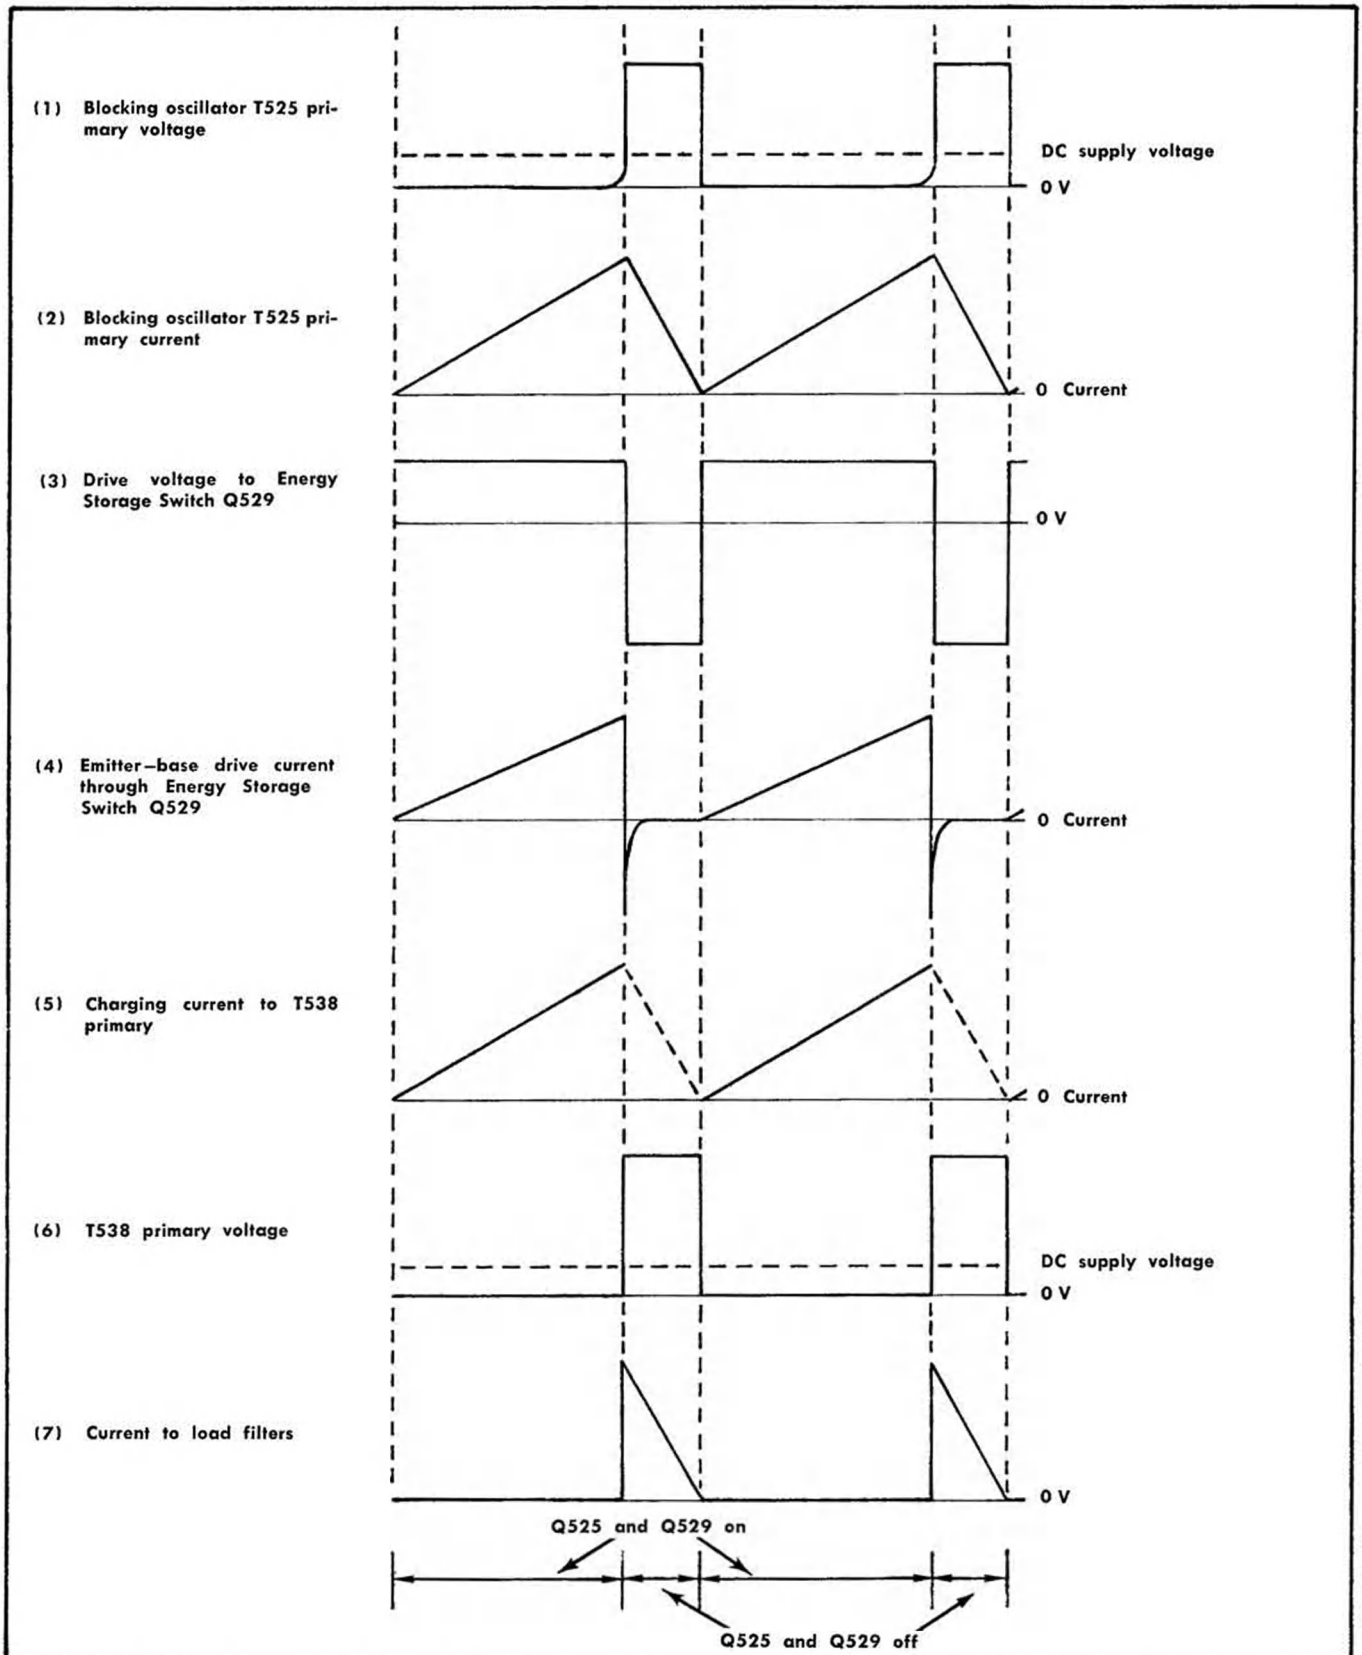 (1) Blocking oscillator T525 pri-
mary voltage
DC supply voltage
0 V
(2) Blocking oscillator T525 pri-
mary current
0 Current
(3) Drive voltage to Energy
Storage Switch Q529
0 V
(4) Emitter–base drive current
through Energy Storage
Switch Q529
0 Current
(5) Charging current to T538
primary
0 Current
(6) T538 primary voltage
DC supply voltage
0 V
(7) Current to load filters
0 V
Q525 and Q529 on
Q525 and Q529 off